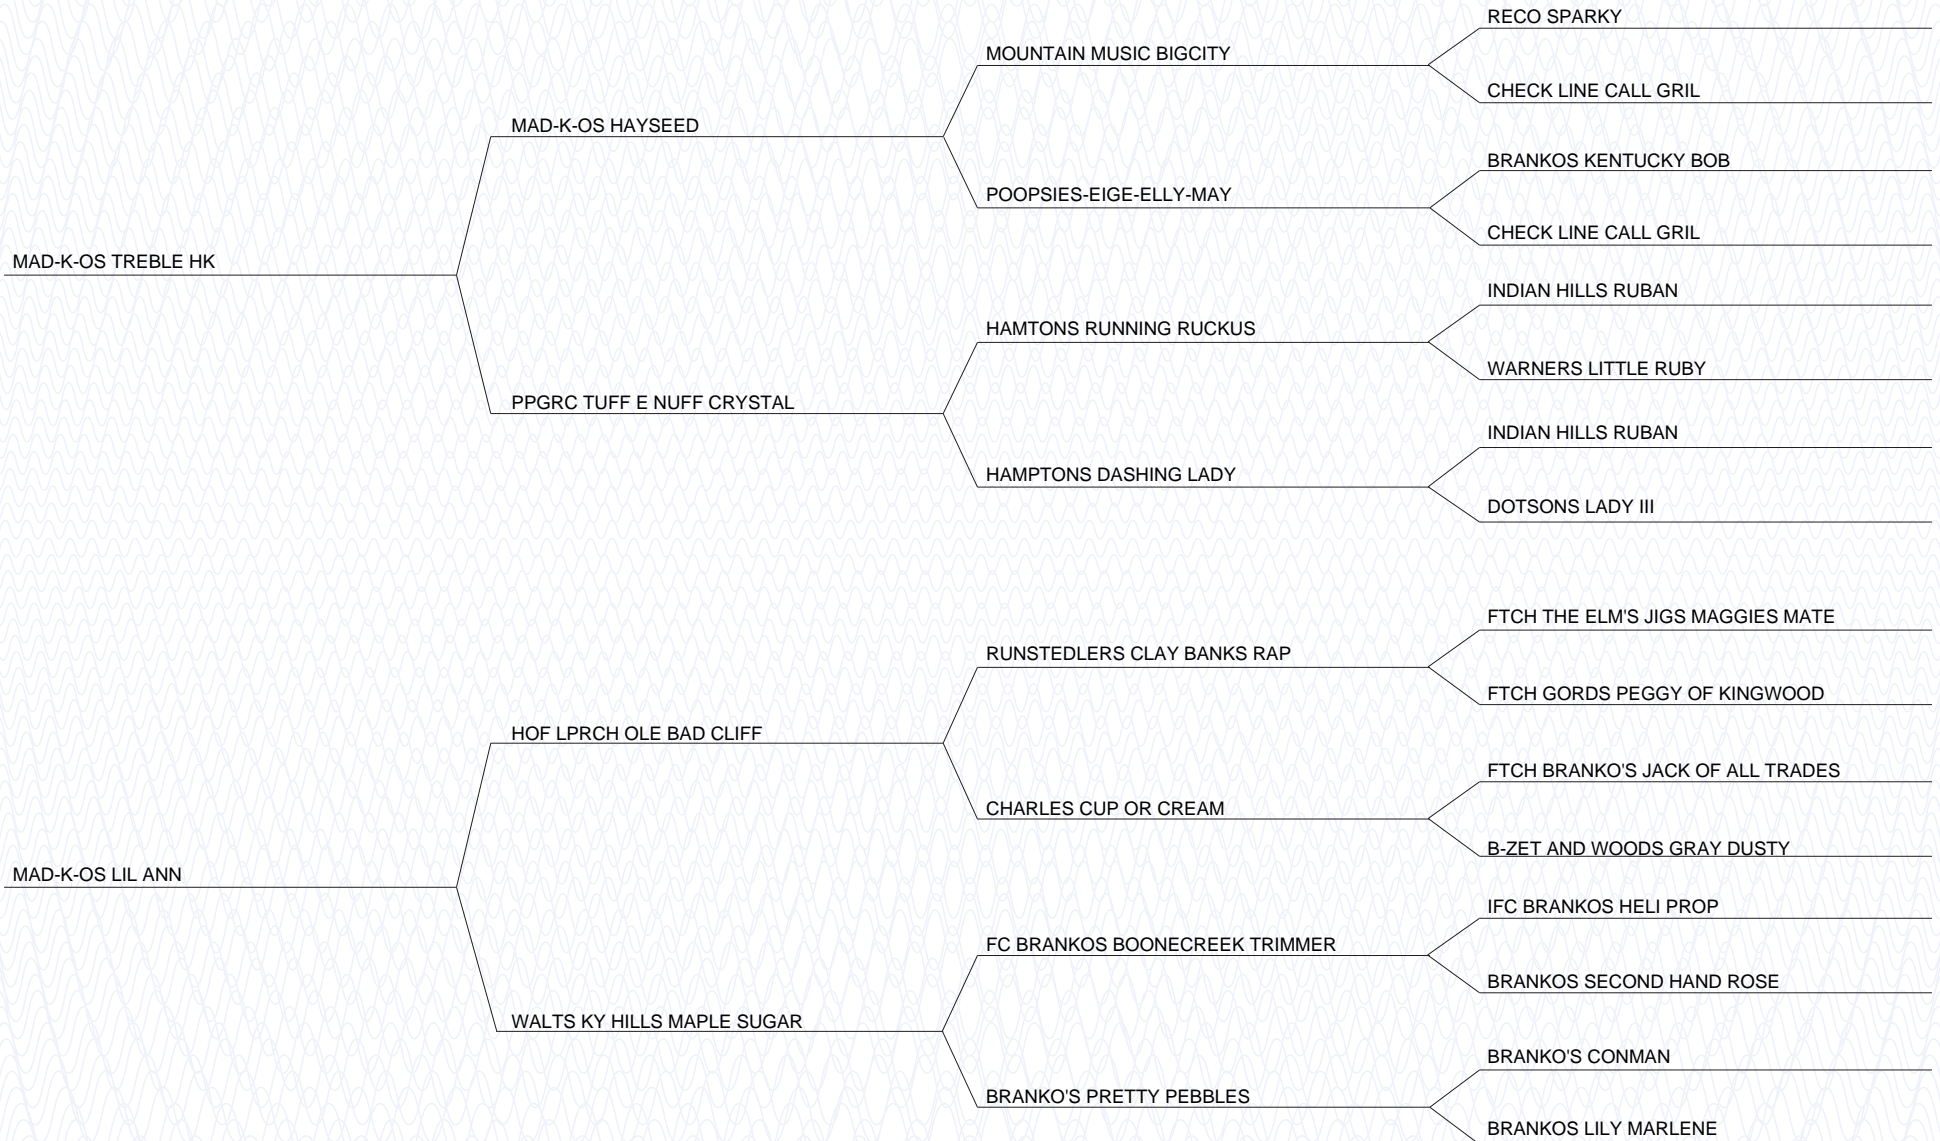 RECO SPARKY
MOUNTAIN MUSIC BIGCITY
CHECK LINE CALL GRIL
MAD-K-OS HAYSEED
BRANKOS KENTUCKY BOB
POOPSIES-EIGE-ELLY-MAY
CHECK LINE CALL GRIL
MAD-K-OS TREBLE HK
INDIAN HILLS RUBAN
HAMTONS RUNNING RUCKUS
WARNERS LITTLE RUBY
PPGRC TUFF E NUFF CRYSTAL
INDIAN HILLS RUBAN
HAMPTONS DASHING LADY
DOTSONS LADY III
FTCH THE ELM'S JIGS MAGGIES MATE
RUNSTEDLERS CLAY BANKS RAP
FTCH GORDS PEGGY OF KINGWOOD
HOF LPRCH OLE BAD CLIFF
FTCH BRANKO'S JACK OF ALL TRADES
CHARLES CUP OR CREAM
B-ZET AND WOODS GRAY DUSTY
MAD-K-OS LIL ANN
IFC BRANKOS HELI PROP
FC BRANKOS BOONECREEK TRIMMER
BRANKOS SECOND HAND ROSE
WALTS KY HILLS MAPLE SUGAR
BRANKO'S CONMAN
BRANKO'S PRETTY PEBBLES
BRANKOS LILY MARLENE